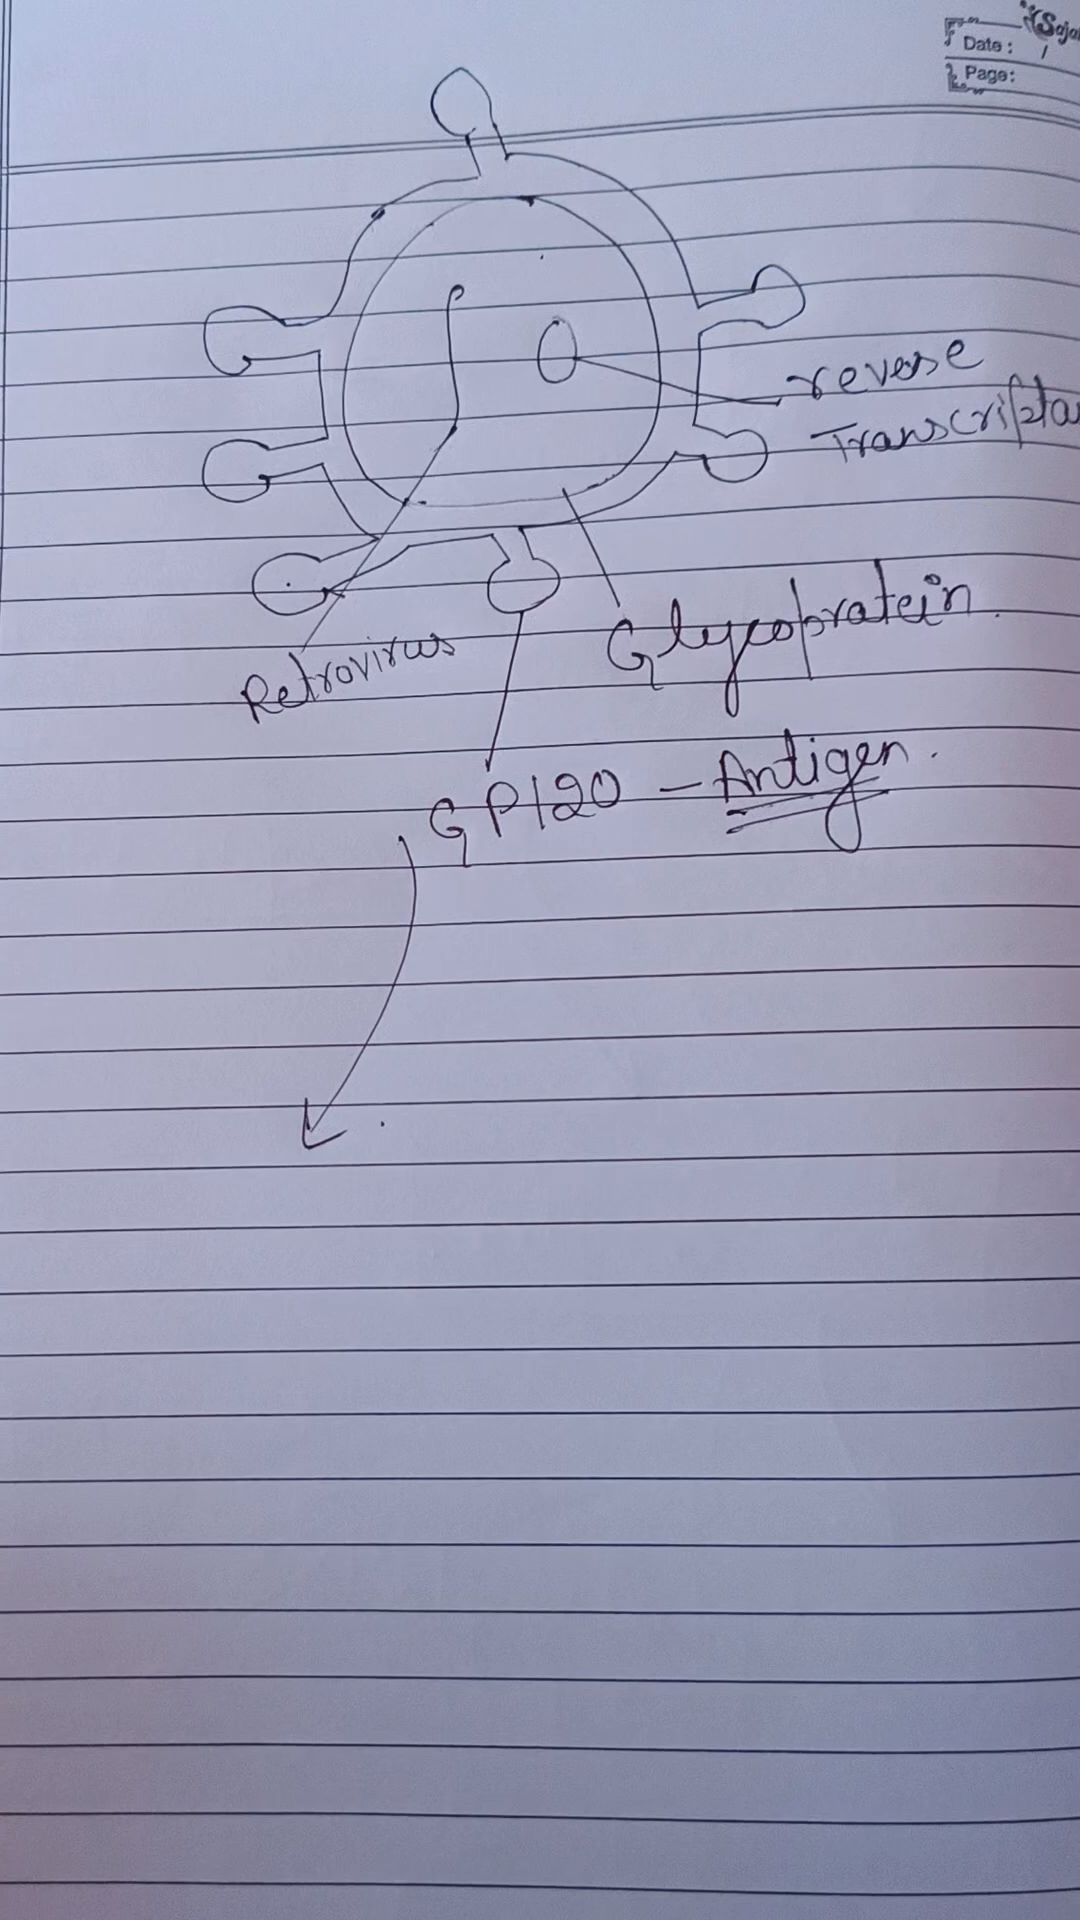 Date:
Page:
reverse
Retrovirus
Glycoprotein.
GP120 - Antigen.